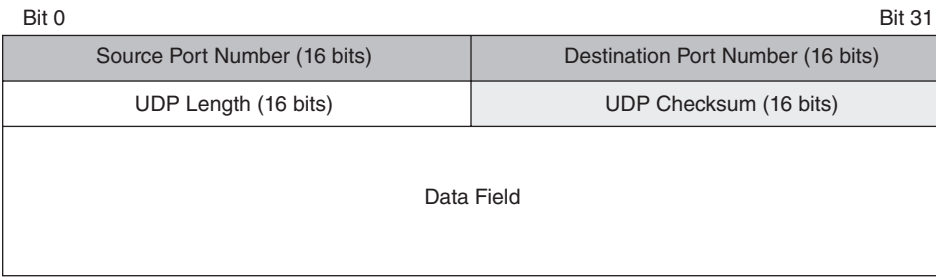 Bit 0 Bit 31
Source Port Number (16 bits) Destination Port Number (16 bits)
UDP Length (16 bits) UDP Checksum (16 bits)
Data Field